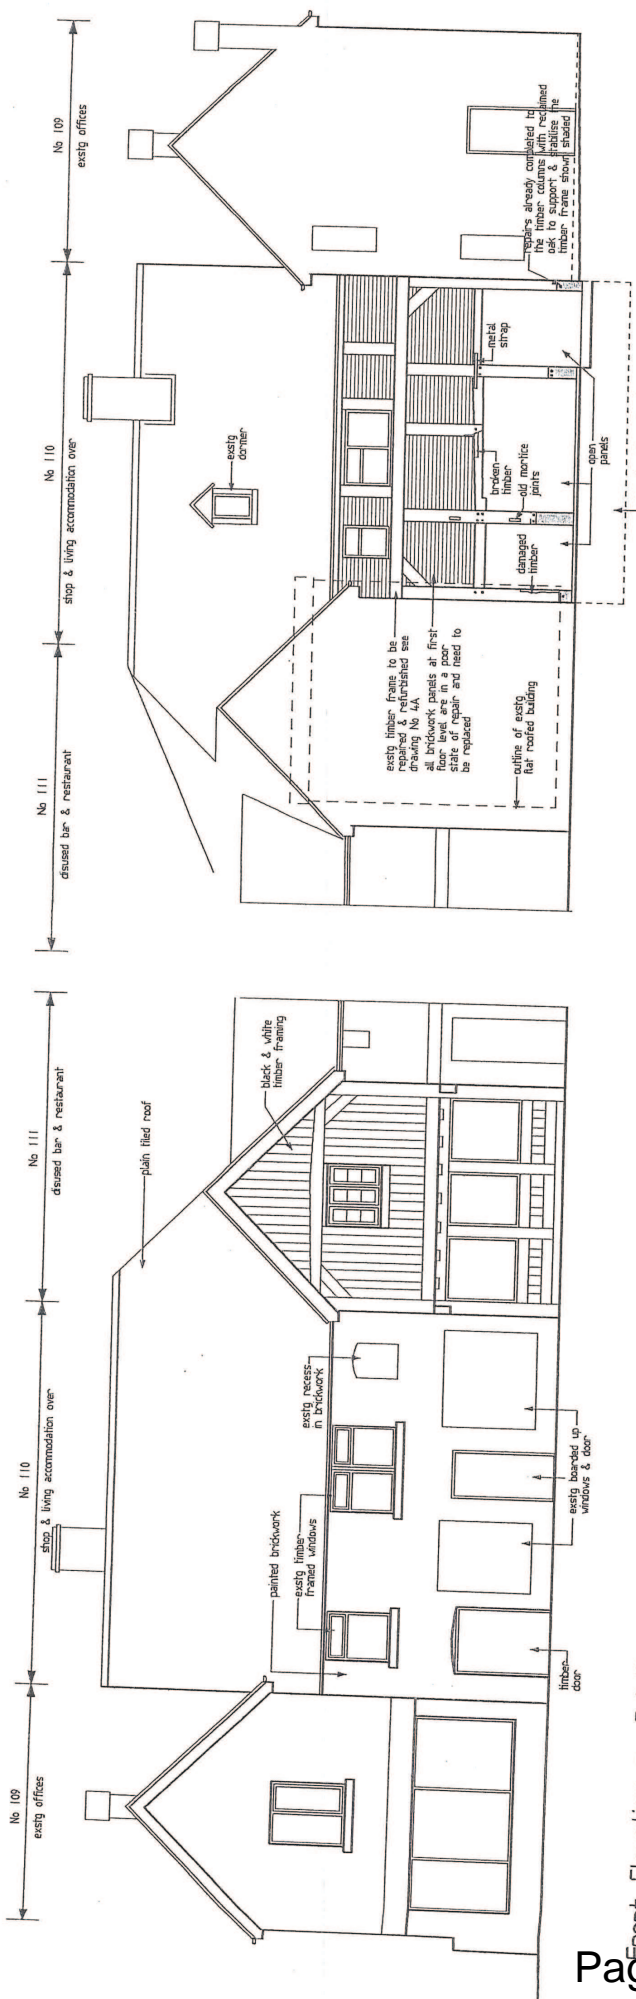 No 109
exstg offices
No 110
shop & living accommodation over
No 111
disused bar & restaurant
plain tiled roof
black & white
timber framing
exstg recess
in brickwork
painted brickwork
exstg timber
framed windows
exstg boarded up
windows & door
timber
door
No 111
disused bar & restaurant
No 110
shop & living accommodation over
No 109
exstg offices
exstg
dormer
exstg timber frame to be
repaired & refurbished see
drawing No 4A
all brickwork panels at first
floor level are in a poor
state of repair and need to
be replaced
outline of exstg
flat roofed building
damaged
timber
old mortice
joints
broken
timber
metal
strap
open
panels
repairs already completed to
the timber columns with reclaimed
oak to support & stabilise the
timber frame shown shaded
Front
Pag